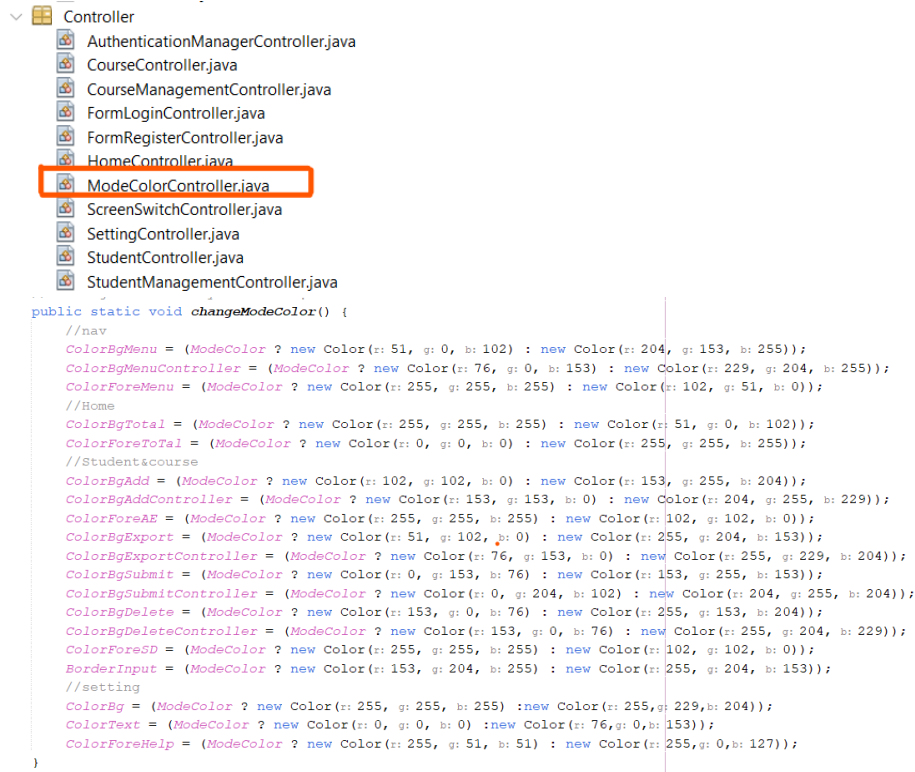 Controller
AuthenticationManagerController.java
CourseController.java
CourseManagementController.java
FormLoginController.java
FormRegisterController.java
HomeController.java
ModeColorController.java
ScreenSwitchController.java
SettingController.java
StudentController.java
StudentManagementController.java
public static void changeModeColor() {
//nav
ColorBgMenu = (ModeColor ? new Color(r: 51, g: 0, b: 102) : new Color(r: 204, g: 153, b: 255));
ColorBgMenuController = (ModeColor ? new Color(r: 76, g: 0, b: 153) : new Color(r: 229, g: 204, b: 255));
ColorForeMenu = (ModeColor ? new Color(r: 255, g: 255, b: 255) : new Color(r: 102, g: 51, b: 0));
//Home
ColorBgTotal = (ModeColor ? new Color(r: 255, g: 255, b: 255) : new Color(r: 51, g: 0, b: 102));
ColorForeToTal = (ModeColor ? new Color(r: 0, g: 0, b: 0) : new Color(r: 255, g: 255, b: 255));
//Student&course
ColorBgAdd = (ModeColor ? new Color(r: 102, g: 102, b: 0) : new Color(r: 153, g: 255, b: 204));
ColorBgAddController = (ModeColor ? new Color(r: 153, g: 153, b: 0) : new Color(r: 204, g: 255, b: 229));
ColorForeAE = (ModeColor ? new Color(r: 255, g: 255, b: 255) : new Color(r: 102, g: 102, b: 0));
ColorBgExport = (ModeColor ? new Color(r: 51, g: 102, b: 0) : new Color(r: 255, g: 204, b: 153));
ColorBgExportController = (ModeColor ? new Color(r: 76, g: 153, b: 0) : new Color(r: 255, g: 229, b: 204));
ColorBgSubmit = (ModeColor ? new Color(r: 0, g: 153, b: 76) : new Color(r: 153, g: 255, b: 153));
ColorBgSubmitController = (ModeColor ? new Color(r: 0, g: 204, b: 102) : new Color(r: 204, g: 255, b: 204));
ColorBgDelete = (ModeColor ? new Color(r: 153, g: 0, b: 76) : new Color(r: 255, g: 153, b: 204));
ColorBgDeleteController = (ModeColor ? new Color(r: 153, g: 0, b: 76) : new Color(r: 255, g: 204, b: 229));
ColorForeSD = (ModeColor ? new Color(r: 255, g: 255, b: 255) : new Color(r: 102, g: 102, b: 0));
BorderInput = (ModeColor ? new Color(r: 153, g: 204, b: 255) : new Color(r: 255, g: 204, b: 153));
//setting
ColorBg = (ModeColor ? new Color(r: 255, g: 255, b: 255) :new Color(r: 255,g: 229,b: 204));
ColorText = (ModeColor ? new Color(r: 0, g: 0, b: 0) :new Color(r: 76,g: 0,b: 153));
ColorForeHelp = (ModeColor ? new Color(r: 255, g: 51, b: 51) : new Color(r: 255,g: 0,b: 127));
}